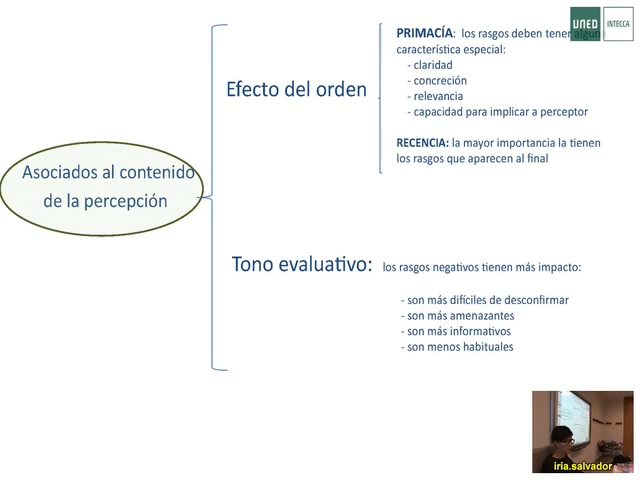 UNED INTECCA
PRIMACÍA: los rasgos deben tener alguna
característica especial:
- claridad
- concreción
- relevancia
- capacidad para implicar a perceptor
Efecto del orden
RECENCIA: la mayor importancia la tienen
los rasgos que aparecen al final
Asociados al contenido
de la percepción
Tono evaluativo: los rasgos negativos tienen más impacto:
- son más difíciles de desconfirmar
- son más amenazantes
- son más informativos
- son menos habituales
iria.salvador